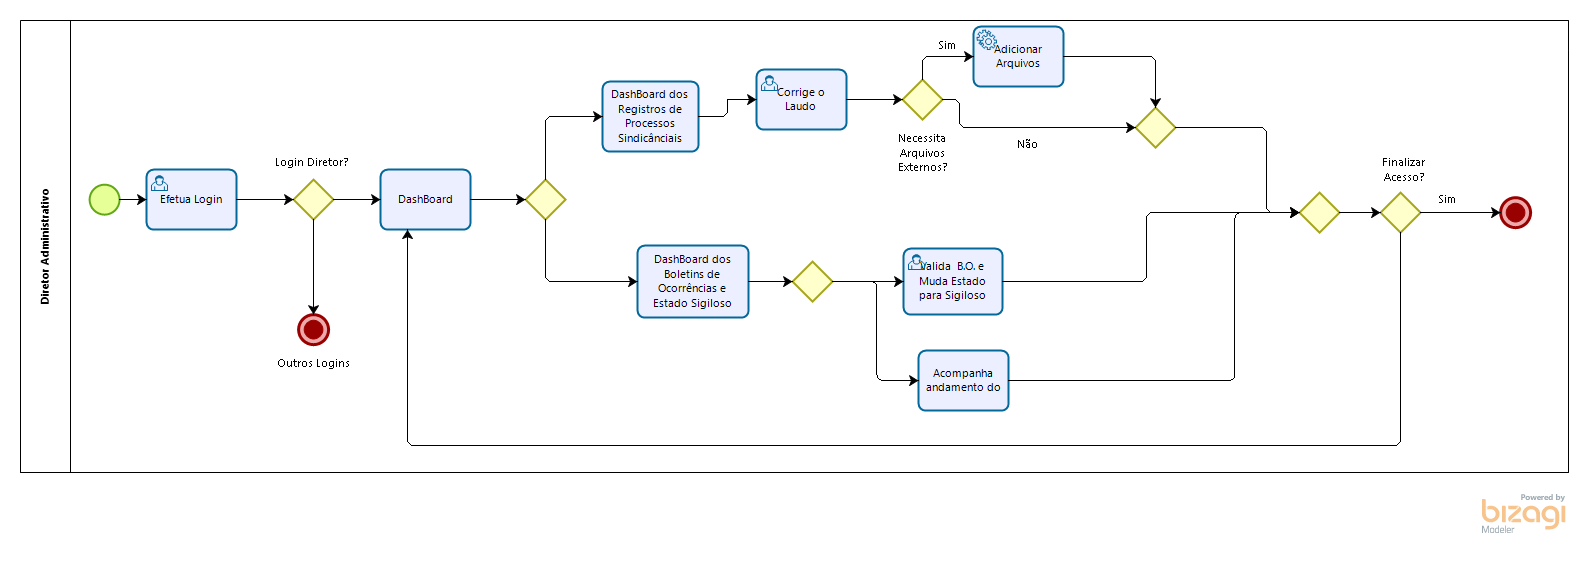 Diretor Administrativo
Efetua Login
Login Diretor?
Outros Logins
DashBoard
DashBoard dos
Registros de
Processos
Sindicânciais
Corrige o
Laudo
Necessita
Arquivos
Externos?
Sim
Adicionar
Arquivos
Não
DashBoard dos
Boletins de
Ocorrências e
Estado Sigiloso
Valida B.O. e
Muda Estado
para Sigiloso
Acompanha
andamento do
Finalizar
Acesso?
Sim
Powered by
bizagi
Modeler